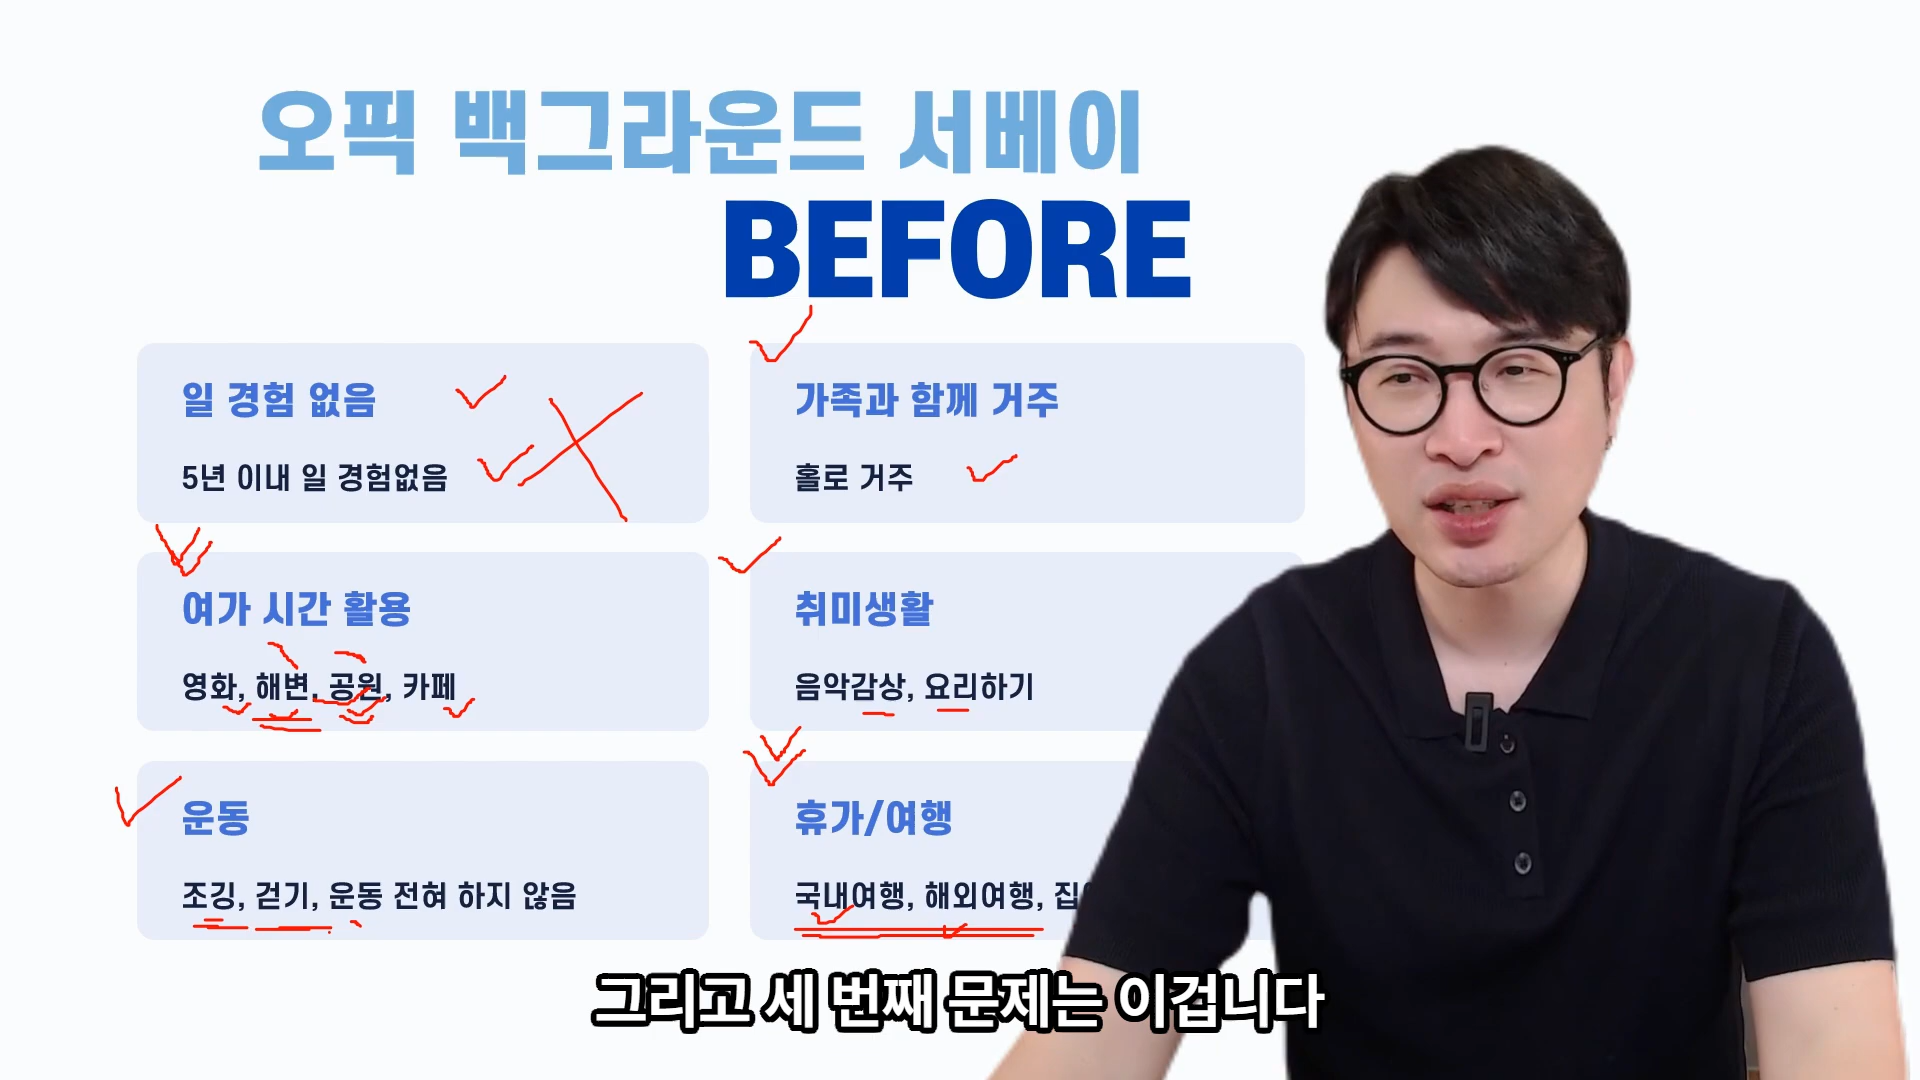 오픽 백그라운드 서베이
BEFORE
일 경험 없음
5년 이내 일 경험없음
가족과 함께 거주
홀로 거주
여가 시간 활용
영화, 해변, 공원, 카페
취미생활
음악감상, 요리하기
운동
조깅, 걷기, 운동 전혀 하지 않음
휴가/여행
국내여행, 해외여행,
그리고 세 번째 문제는 이겁니다